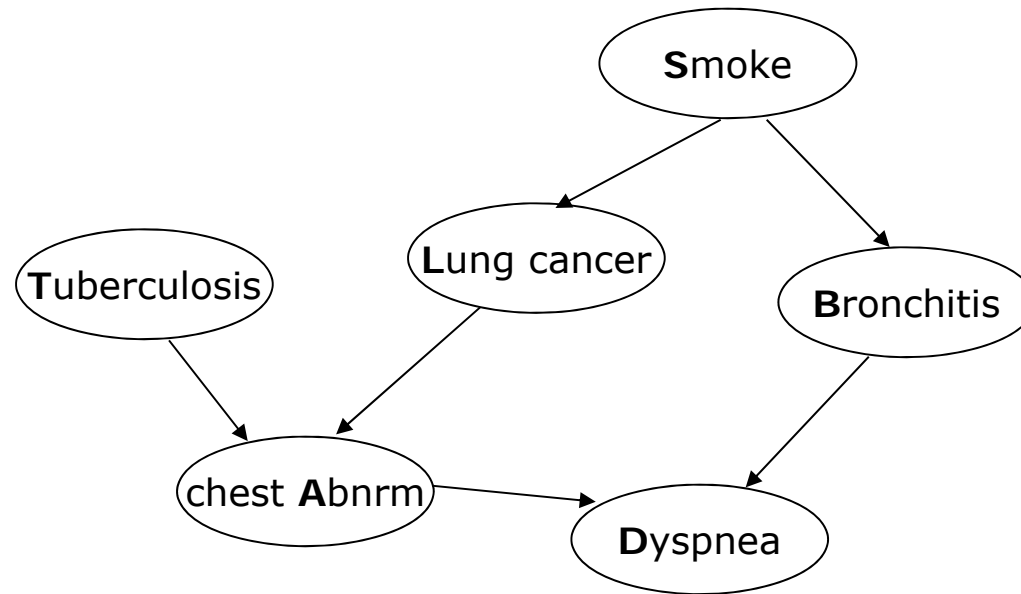 Smoke
Lung cancer
Tuberculosis
Bronchitis
chest Abnrm
Dyspnea